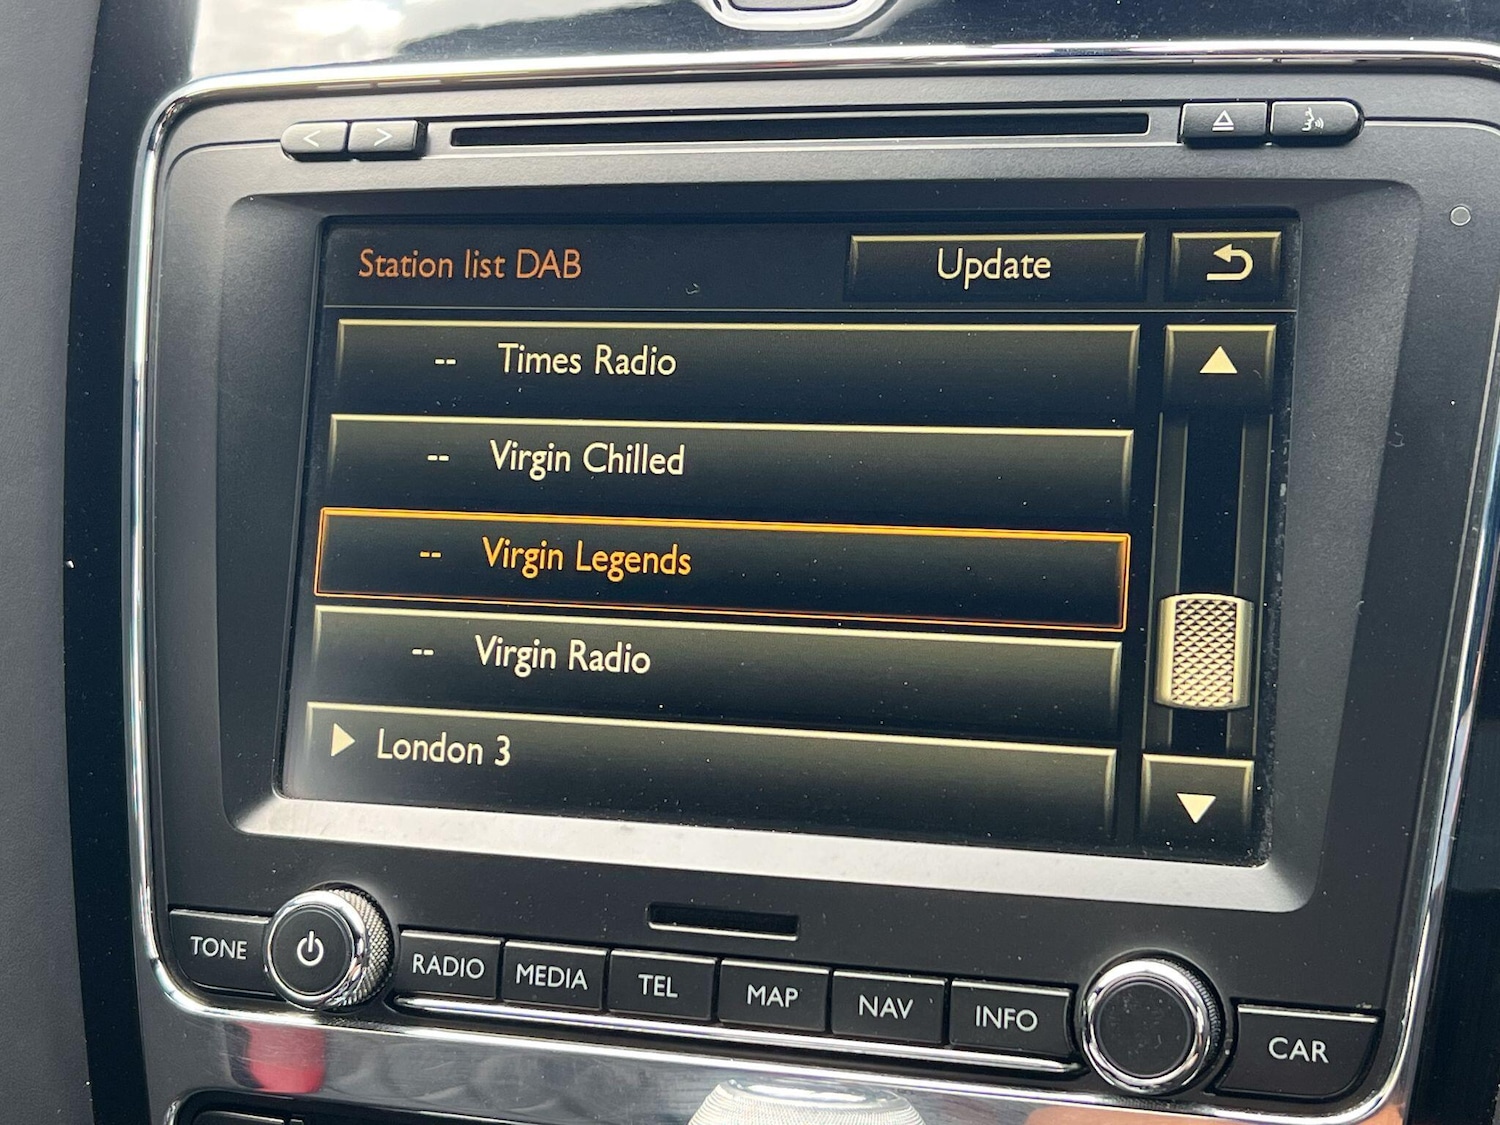 Station list DAB
Update
-- Times Radio
-- Virgin Chilled
-- Virgin Legends
-- Virgin Radio
London 3
TONE
RADIO
MEDIA
TEL
MAP
NAV
INFO
CAR